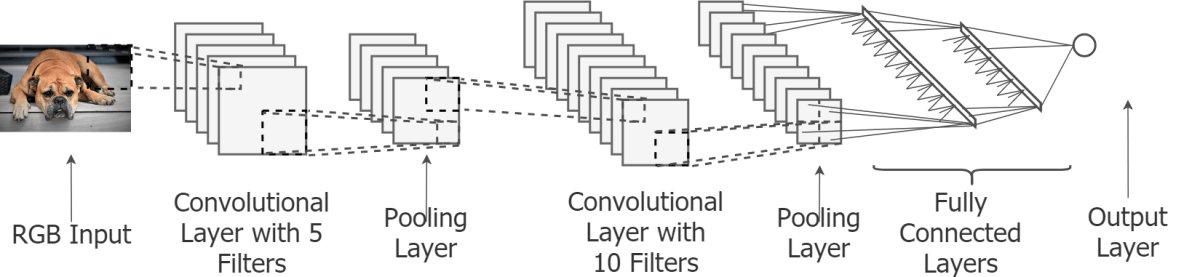 RGB Input
Convolutional
Layer with 5
Filters
Pooling
Layer
Convolutional
Layer with
10 Filters
Pooling
Layer
Fully
Connected
Layers
Output
Layer